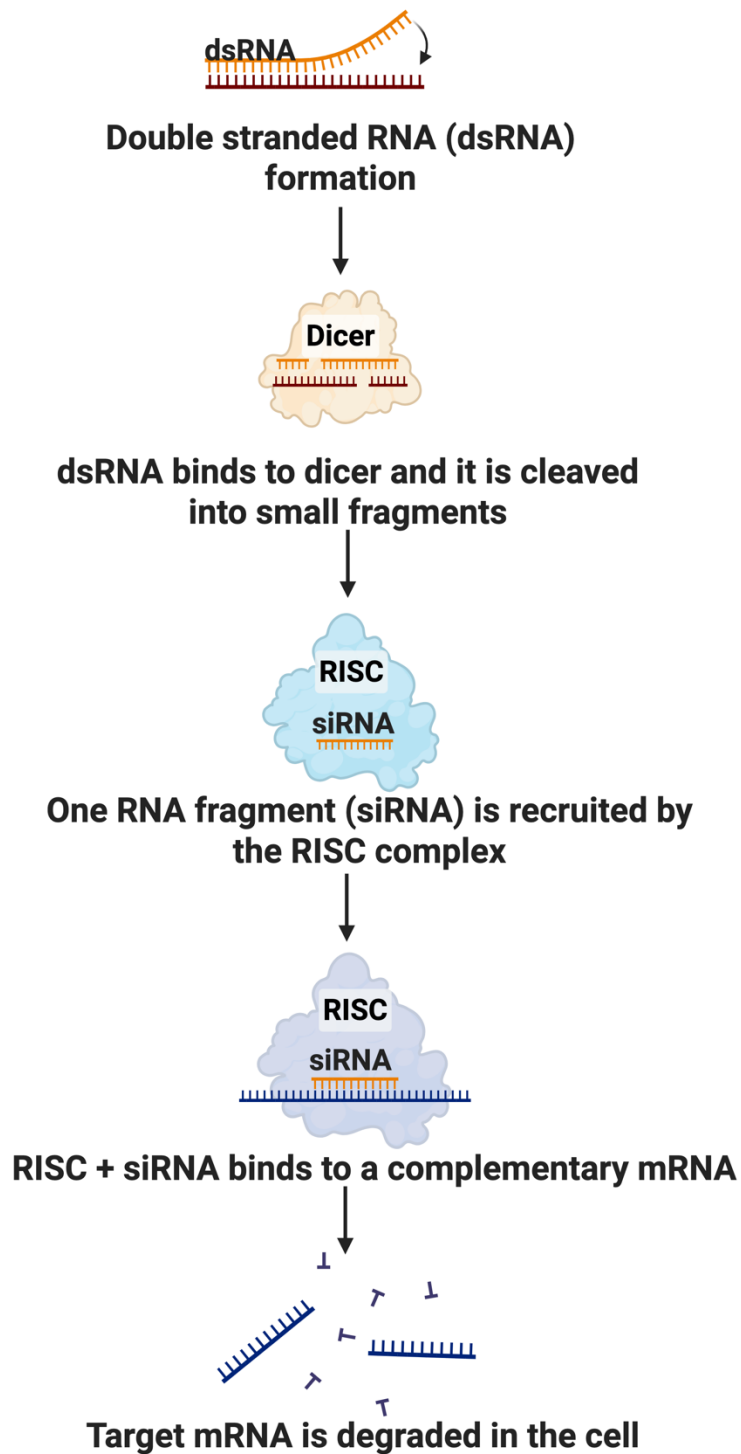 dsRNA
Double stranded RNA (dsRNA)
formation
Dicer
dsRNA binds to dicer and it is cleaved
into small fragments
RISC
siRNA
One RNA fragment (siRNA) is recruited by
the RISC complex
RISC
siRNA
RISC + siRNA binds to a complementary mRNA
Target mRNA is degraded in the cell